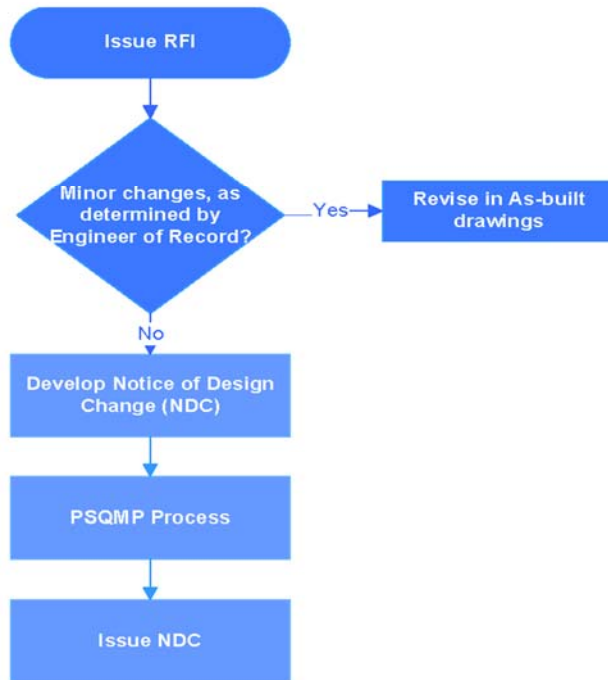 Issue RFI
Minor changes, as
determined by
Engineer of Record?
Yes
Revise in As-built
drawings
No
Develop Notice of Design
Change (NDC)
PSQMP Process
Issue NDC